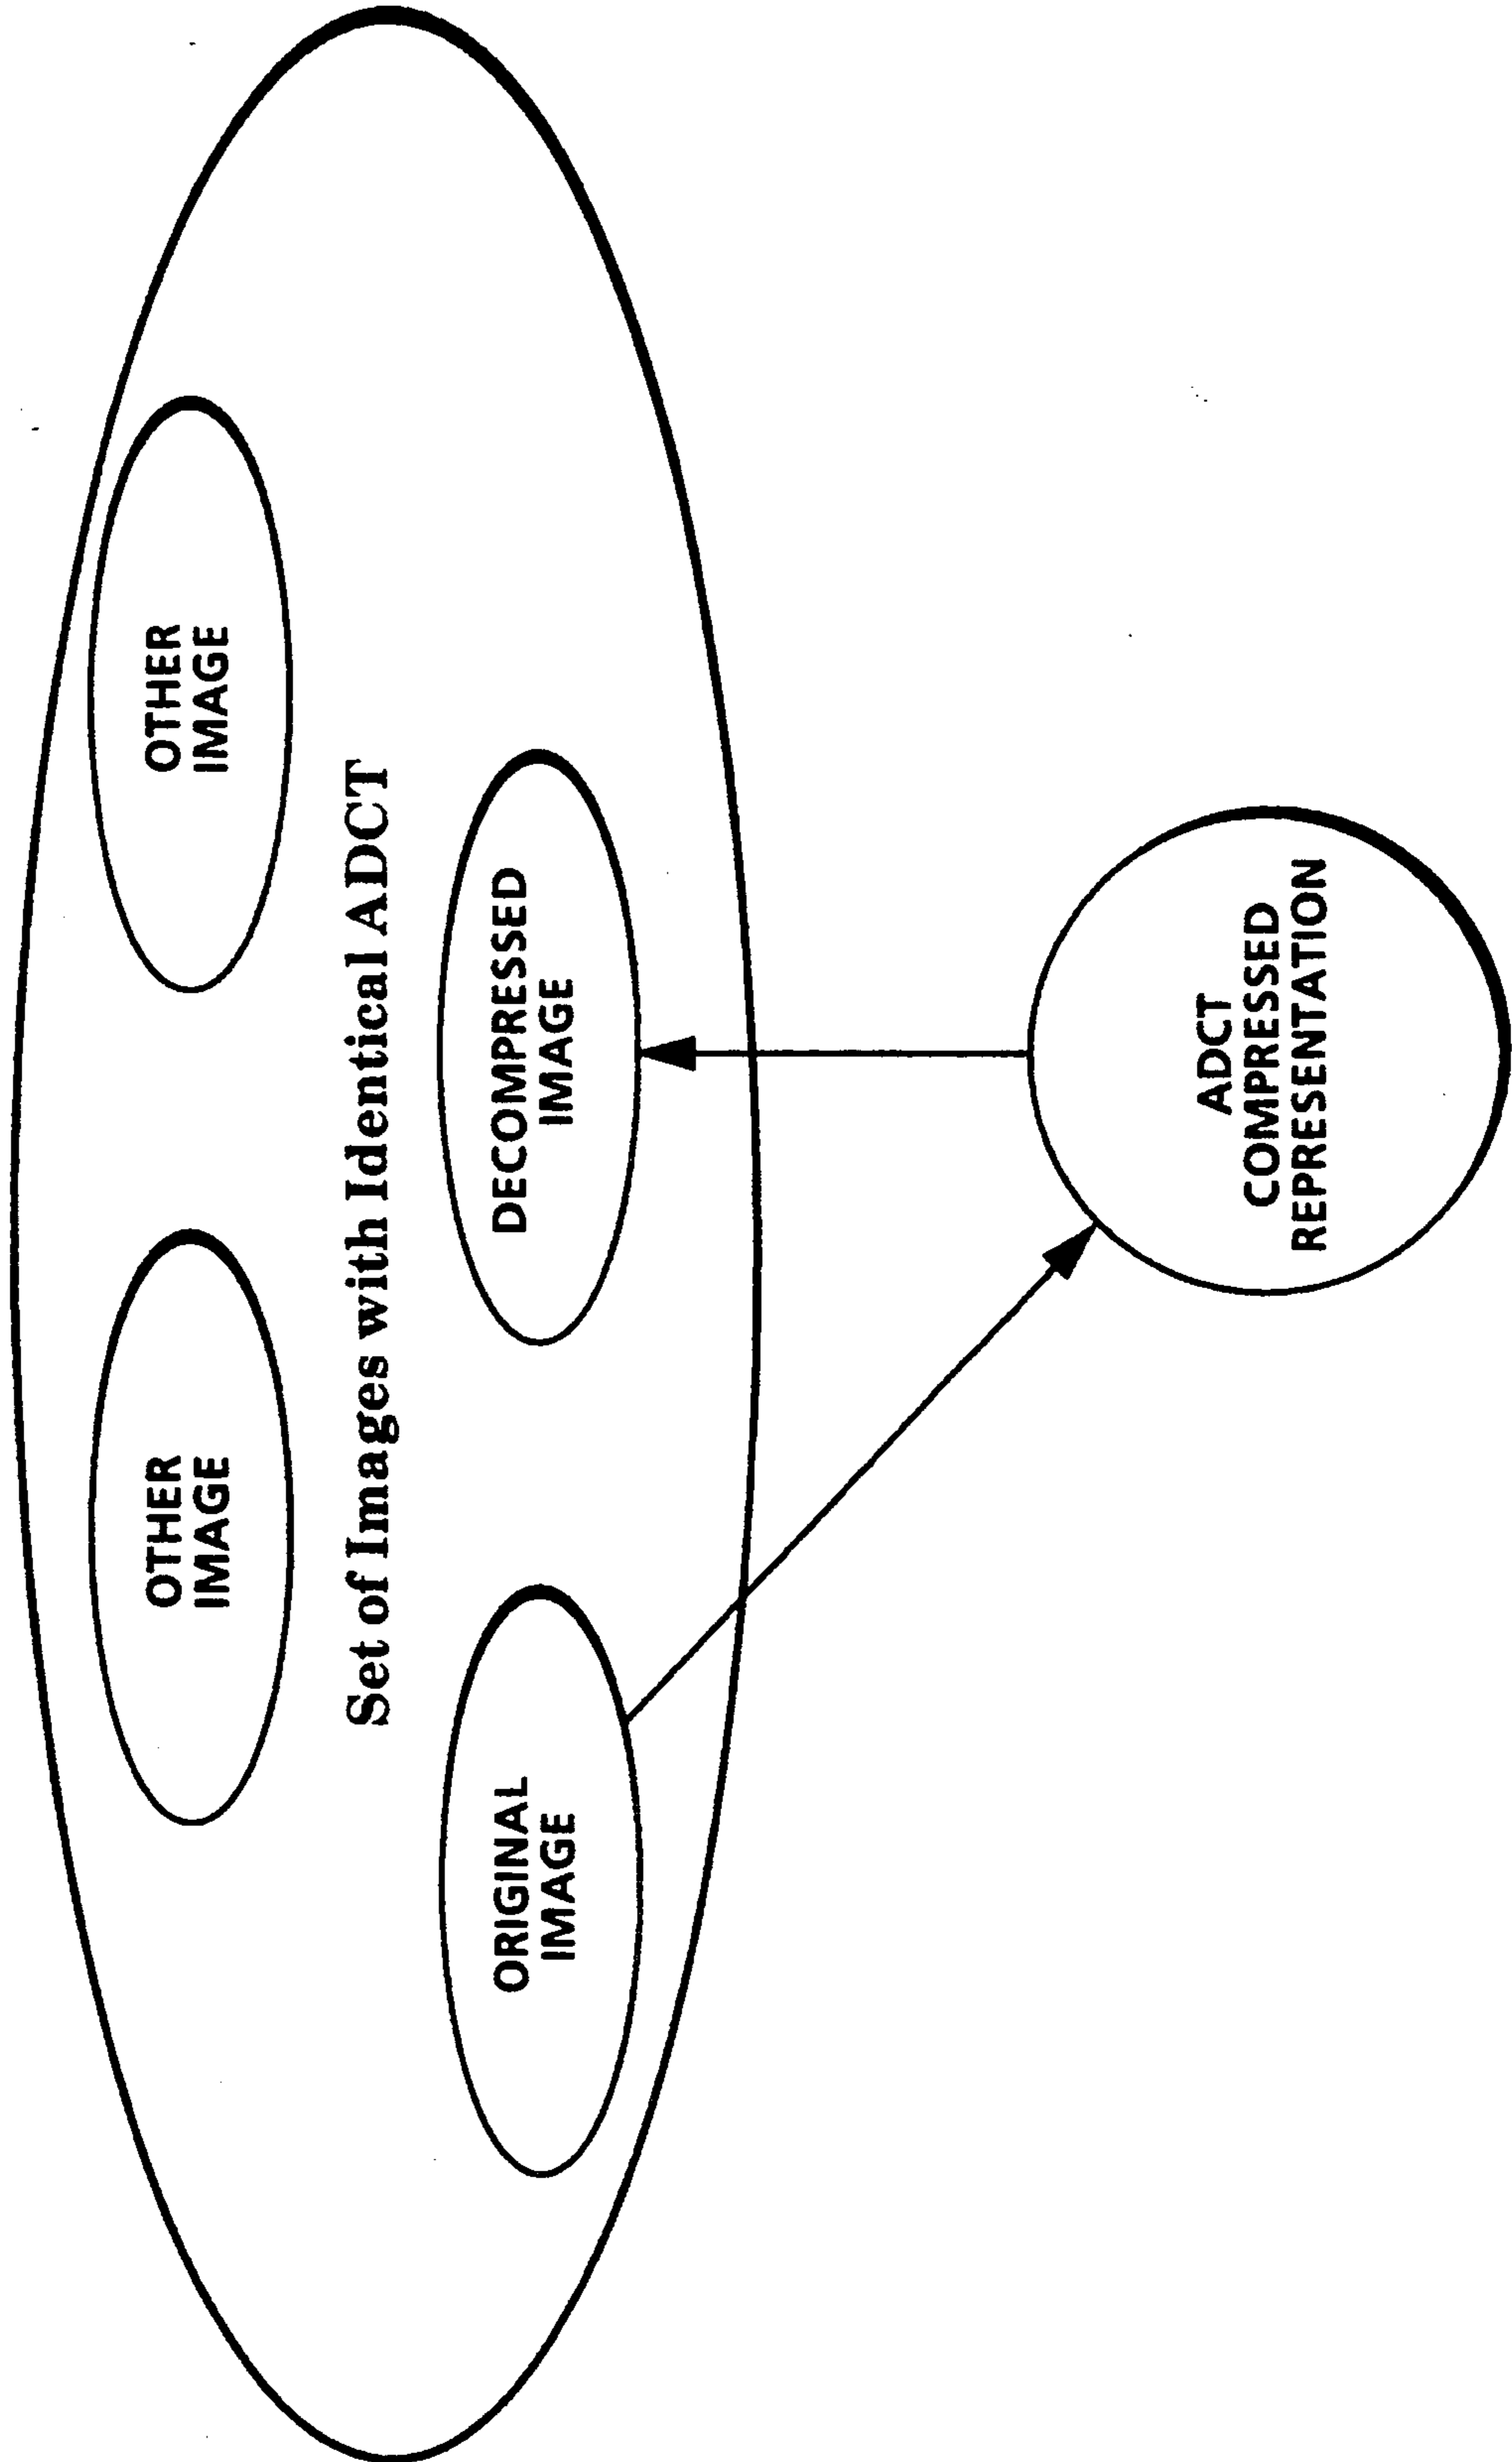 OTHER
IMAGE
OTHER
IMAGE
Set of Images with Identical ADCT
ORIGINAL
IMAGE
DECOMPRESSED
IMAGE
ADCT
COMPRESSED
REPRESENTATION